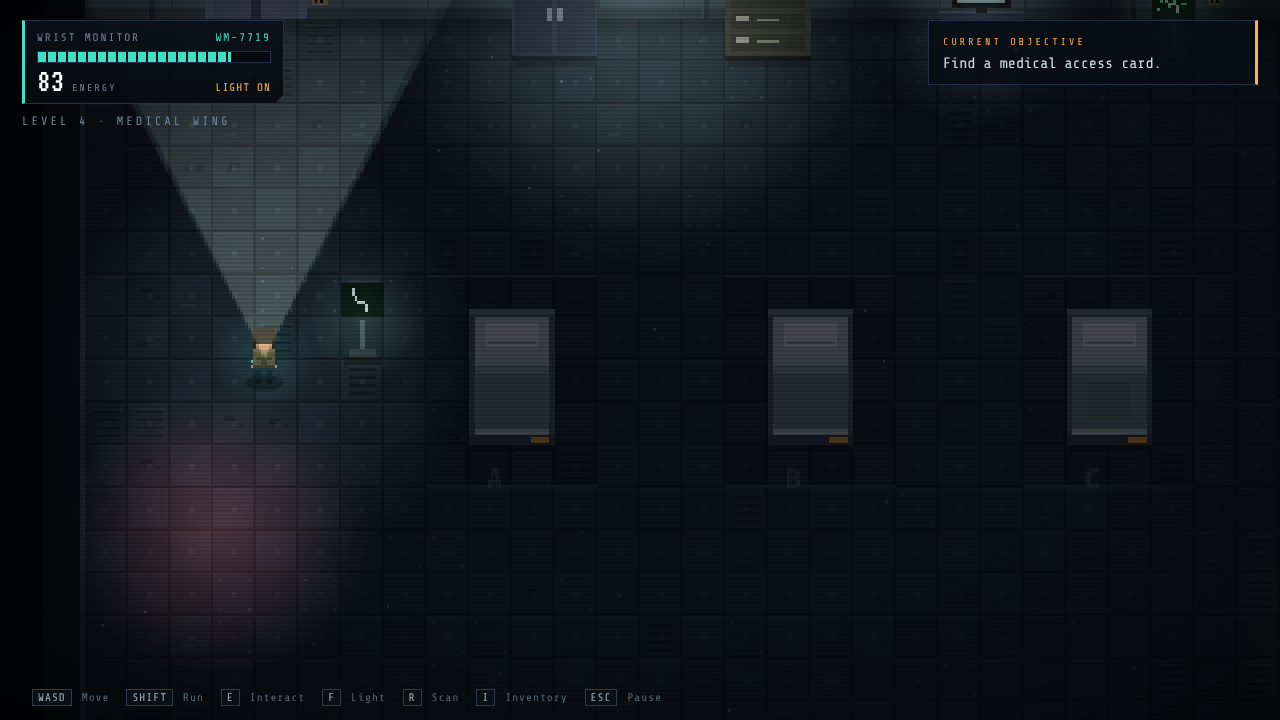 WRIST MONITOR WM-7719
83 ENERGY LIGHT ON
LEVEL 4 · MEDICAL WING
CURRENT OBJECTIVE
Find a medical access card.
A B C
WASD Move SHIFT Run E Interact F Light R Scan I Inventory ESC Pause